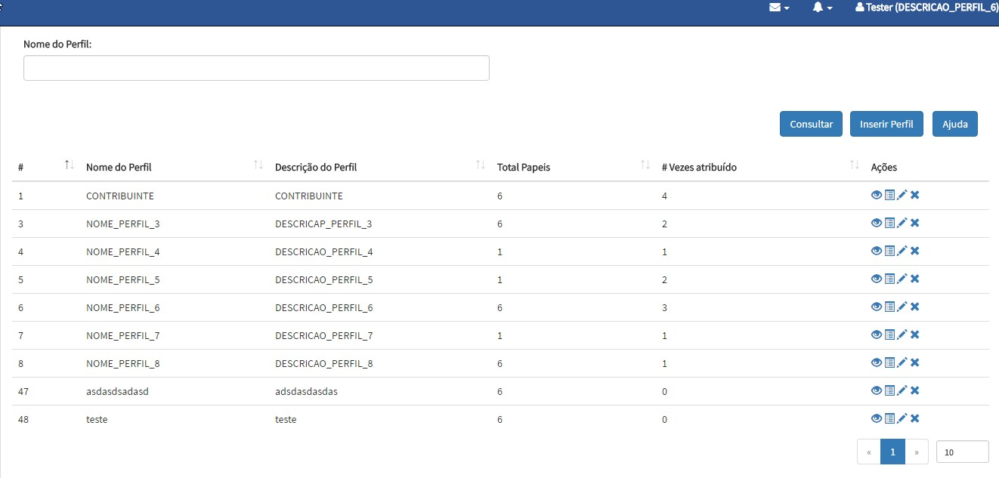 Tester (DESCRICAO_PERFIL_6)
Nome do Perfil:
Consultar Inserir Perfil Ajuda
# Nome do Perfil Descrição do Perfil Total Papeis # Vezes atribuído Ações
1 CONTRIBUINTE CONTRIBUINTE 6 4
3 NOME_PERFIL_3 DESCRICAP_PERFIL_3 6 2
4 NOME_PERFIL_4 DESCRICAO_PERFIL_4 1 1
5 NOME_PERFIL_5 DESCRICAO_PERFIL_5 1 2
6 NOME_PERFIL_6 DESCRICAO_PERFIL_6 6 3
7 NOME_PERFIL_7 DESCRICAO_PERFIL_7 1 1
8 NOME_PERFIL_8 DESCRICAO_PERFIL_8 6 1
47 asdasdsadasd adsdasdasdas 6 0
48 teste teste 6 0
« 1 » 10